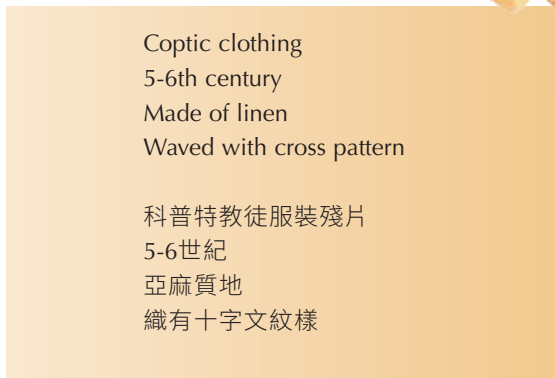 Coptic clothing
5-6th century
Made of linen
Waved with cross pattern
科普特教徒服裝殘片
5-6世紀
亞麻質地
織有十字文紋樣